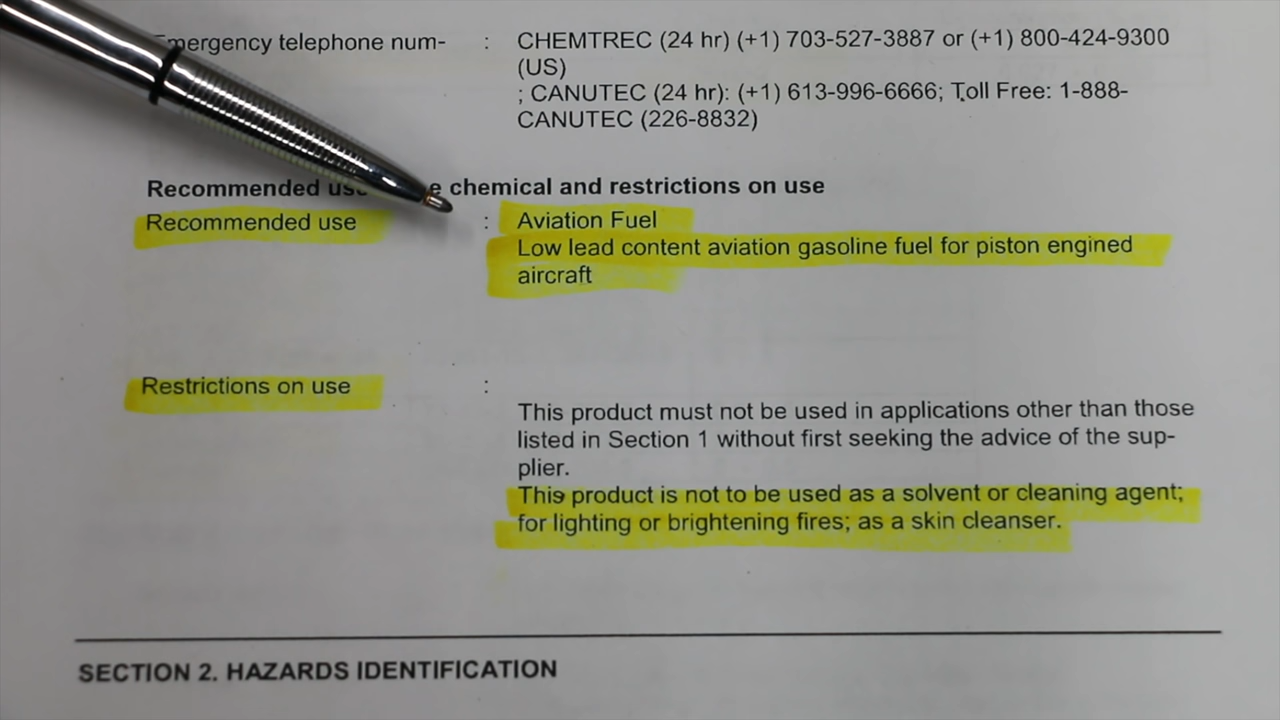 Emergency telephone num- : CHEMTREC (24 hr) (+1) 703-527-3887 or (+1) 800-424-9300
(US)
; CANUTEC (24 hr): (+1) 613-996-6666; Toll Free: 1-888-
CANUTEC (226-8832)
Recommended use chemical and restrictions on use
Recommended use : Aviation Fuel
Low lead content aviation gasoline fuel for piston engined
aircraft
Restrictions on use :
This product must not be used in applications other than those
listed in Section 1 without first seeking the advice of the sup-
plier.
This product is not to be used as a solvent or cleaning agent;
for lighting or brightening fires; as a skin cleanser.
SECTION 2. HAZARDS IDENTIFICATION